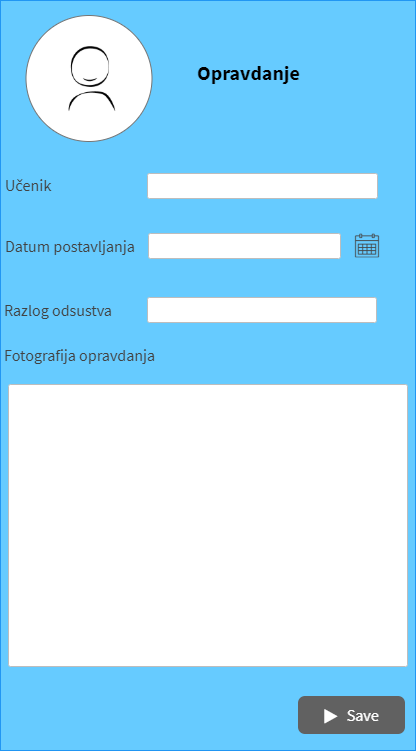 Opravdanje
Učenik
Datum postavljanja
Razlog odsustva
Fotografija opravdanja
Save